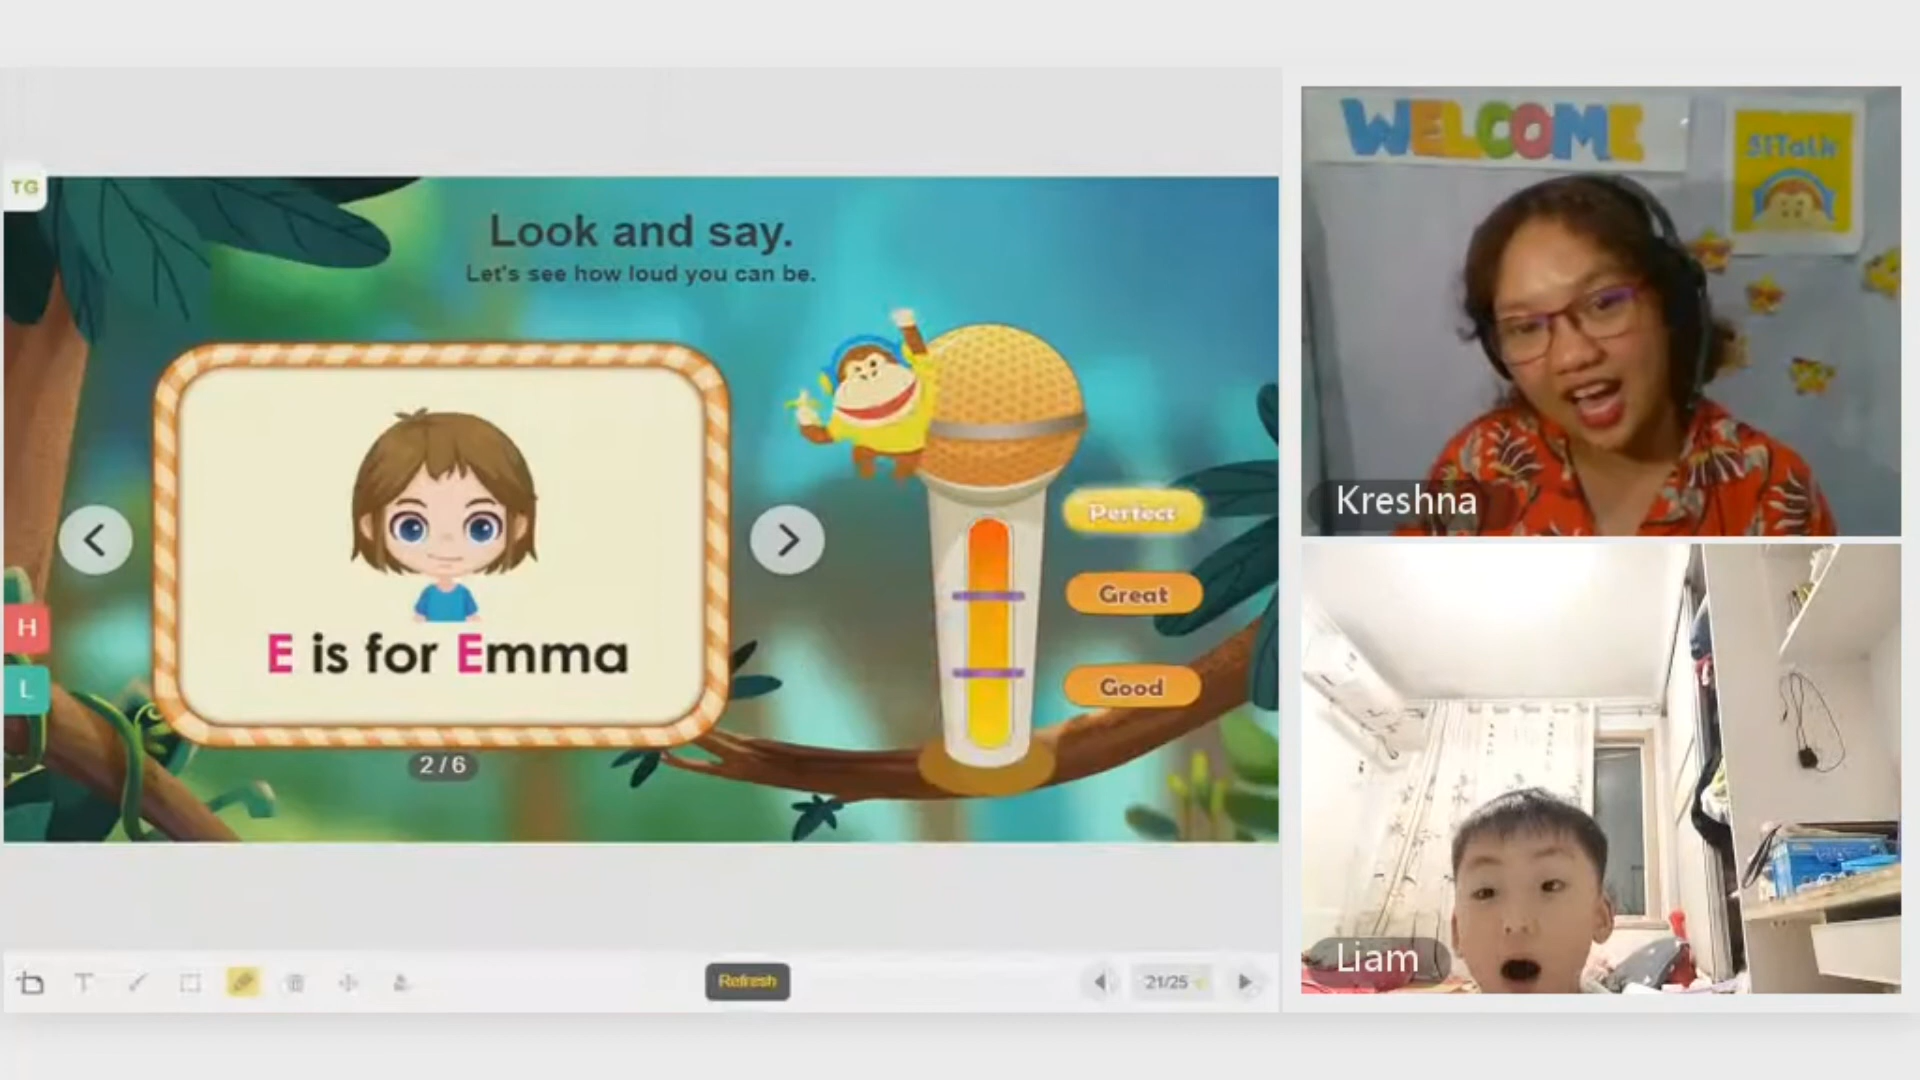 TG
Look and say.
Let's see how loud you can be.
E is for Emma
2/6
Perfect
Great
Good
H
L
T
Refresh
21/25
WELCOME
51Talk
Kreshna
Liam